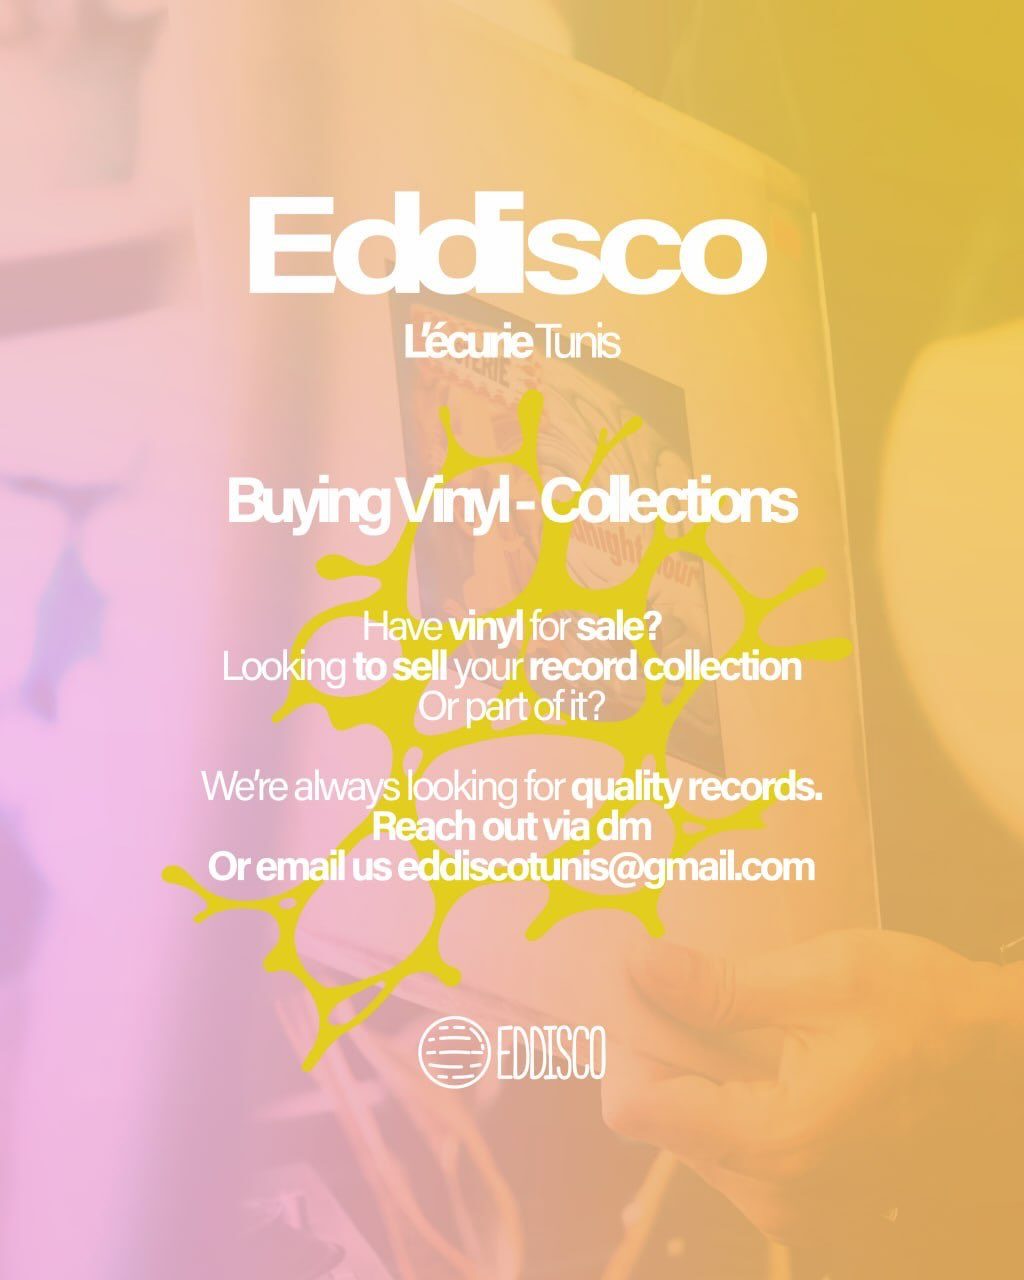 Eddisco
L'écurie Tunis
Buying Vinyl - Collections
Have vinyl for sale?
Looking to sell your record collection
Or part of it?
We're always looking for quality records.
Reach out via dm
Or email us eddiscotunis@gmail.com
EDDISCO